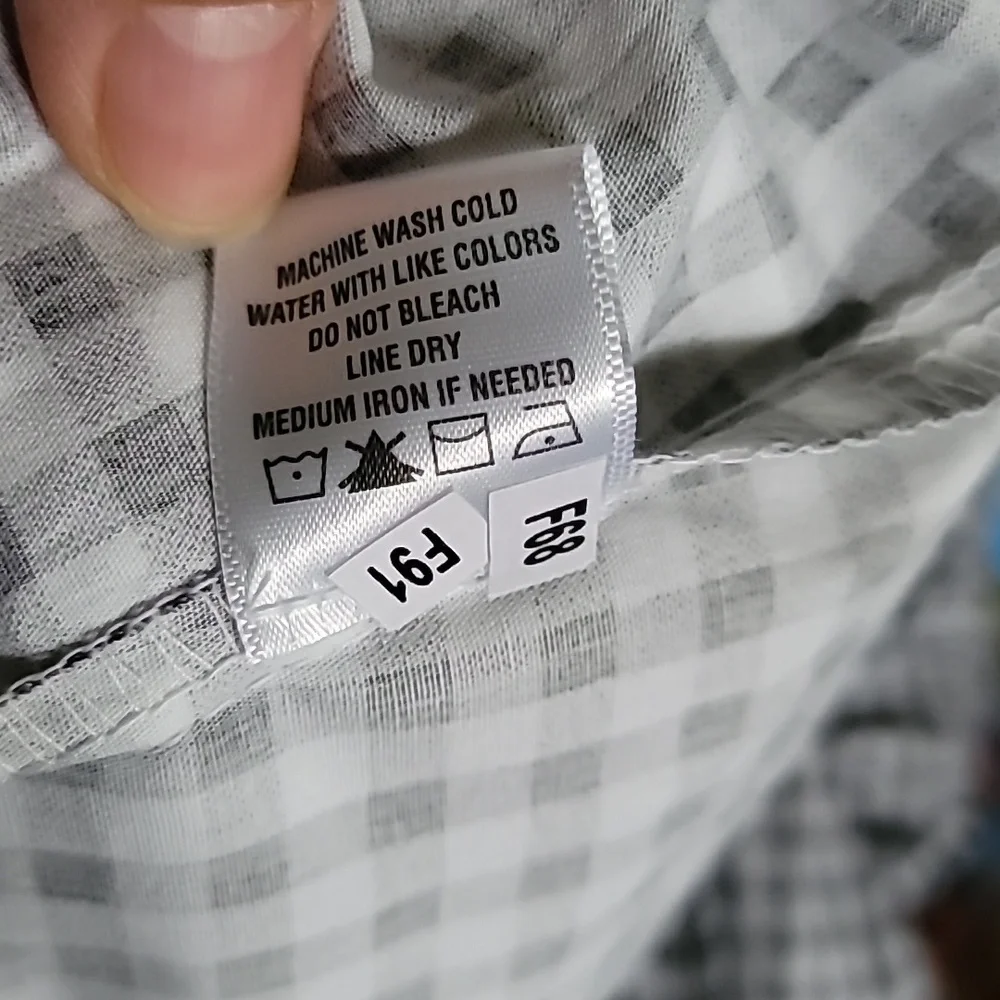 MACHINE WASH COLD
WATER WITH LIKE COLORS
DO NOT BLEACH
LINE DRY
MEDIUM IRON IF NEEDED
F91
F68